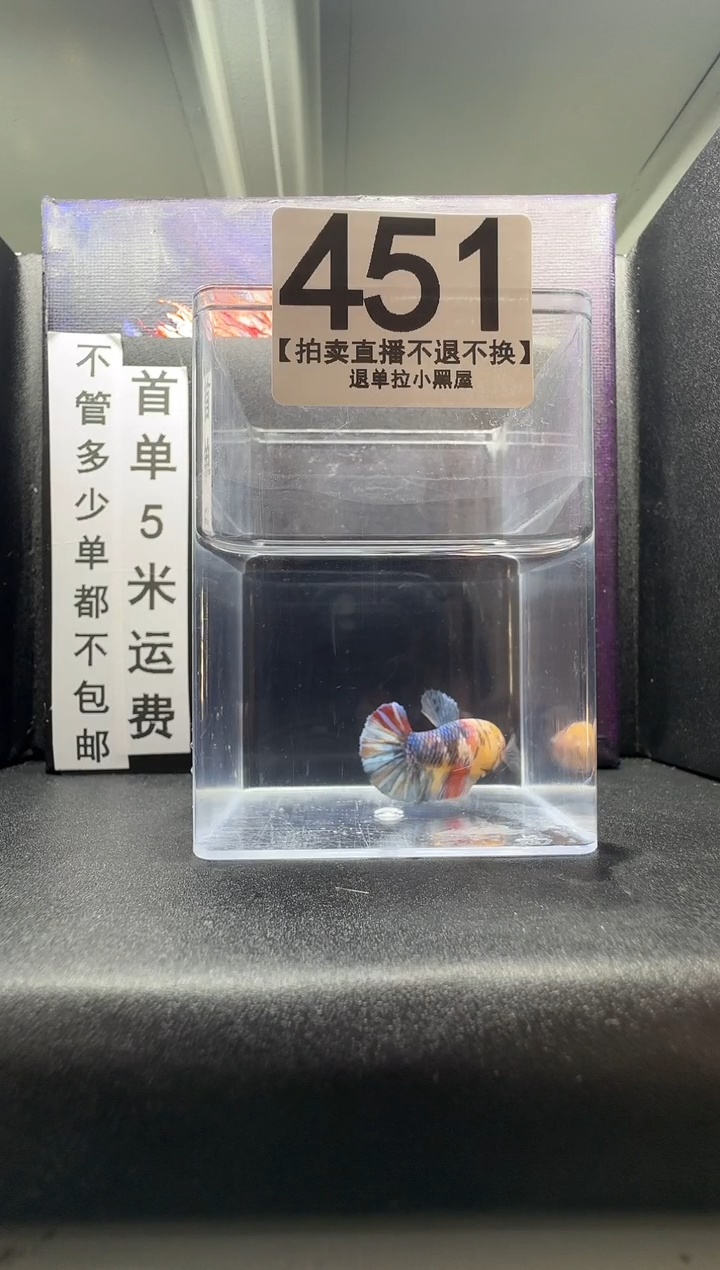 451
【拍卖直播不退不换】
退单拉小黑屋
不管多少单都不包邮
首单5米运费